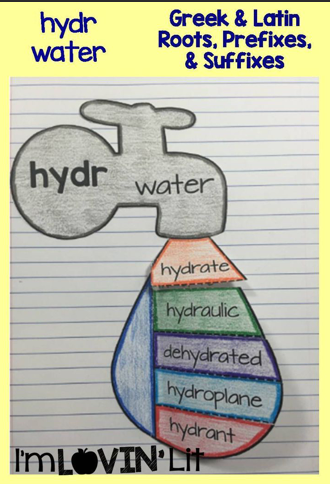 hydr
water
Greek & Latin
Roots, Prefixes,
& Suffixes
hydr
water
hydrate
hydraulic
dehydrated
hydroplane
hydrant
I'm LOVIN' Lit